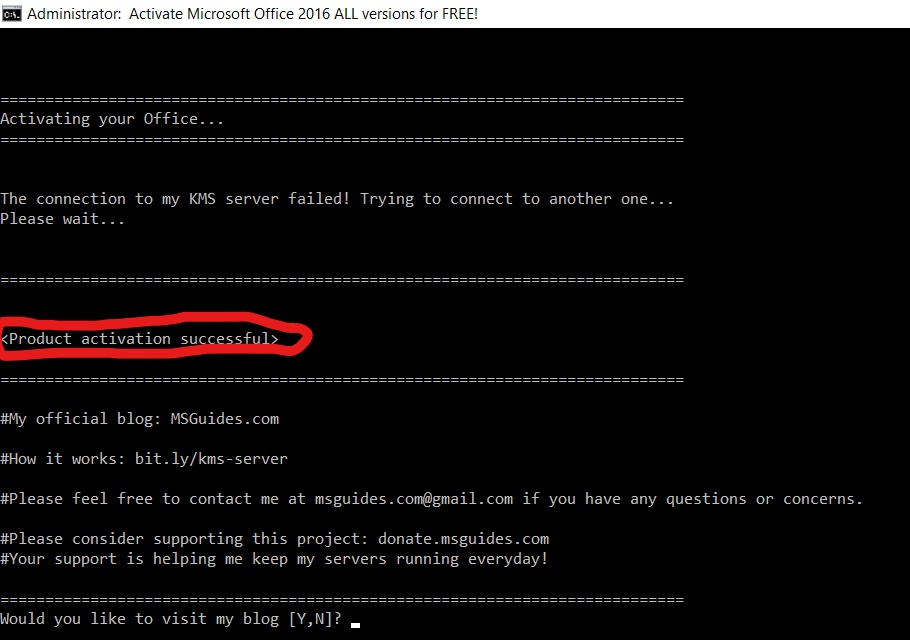 Administrator:  Activate Microsoft Office 2016 ALL versions for FREE!
============================================================================
Activating your Office...
============================================================================
The connection to my KMS server failed! Trying to connect to another one...
Please wait...
============================================================================
<Product activation successful>
============================================================================
#My official blog: MSGuides.com
#How it works: bit.ly/kms-server
#Please feel free to contact me at msguides.com@gmail.com if you have any questions or concerns.
#Please consider supporting this project: donate.msguides.com
#Your support is helping me keep my servers running everyday!
============================================================================
Would you like to visit my blog [Y,N]? _